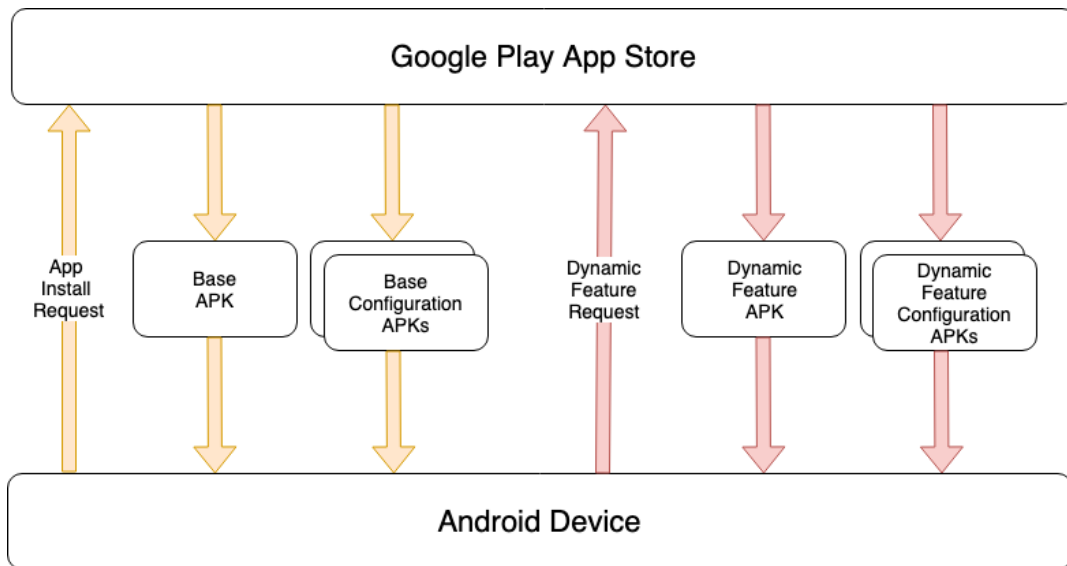 Google Play App Store
App
Install
Request
Base
APK
Base
Configuration
APKs
Dynamic
Feature
Request
Dynamic
Feature
APK
Dynamic
Feature
Configuration
APKs
Android Device